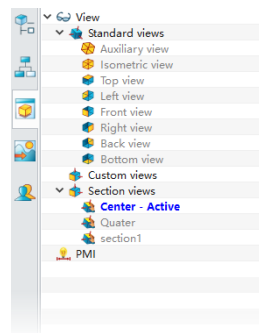 View
Standard views
Auxiliary view
Isometric view
Top view
Left view
Front view
Right view
Back view
Bottom view
Custom views
Section views
Center - Active
Quater
section1
PMI